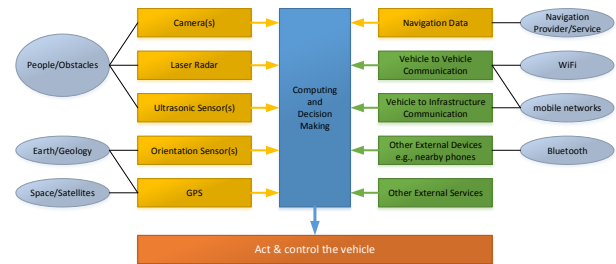 Camera(s)
Navigation Data
Navigation
Provider/Service
People/Obstacles
Laser Radar
Vehicle to Vehicle
Communication
WiFi
Computing
and
Decision
Making
Ultrasonic Sensor(s)
Vehicle to Infrastructure
Communication
mobile networks
Earth/Geology
Orientation Sensor(s)
Other External Devices
e.g., nearby phones
Bluetooth
Space/Satellites
GPS
Other External Services
Act & control the vehicle